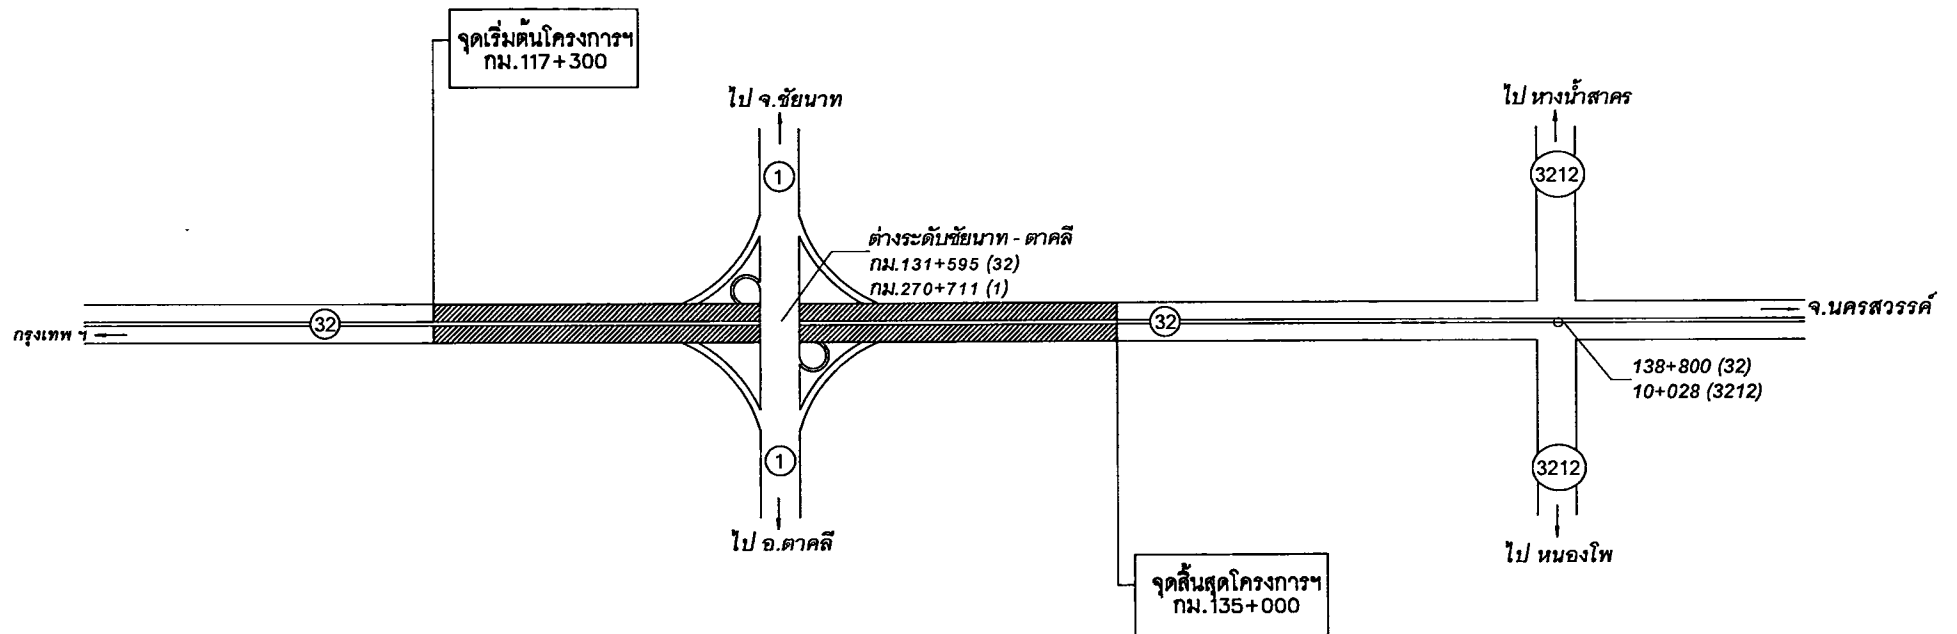 จุดเริ่มต้นโครงการฯ
กม.117+300
ไป จ.ชัยนาท
ไป หางน้ำสาคร
1
3212
ต่างระดับชัยนาท - ตาคลี
กม.131+595 (32)
กม.270+711 (1)
กรุงเทพ ฯ
32
32
จ.นครสวรรค์
138+800 (32)
10+028 (3212)
1
3212
ไป อ.ตาคลี
ไป หนองโพ
จุดสิ้นสุดโครงการฯ
กม.135+000